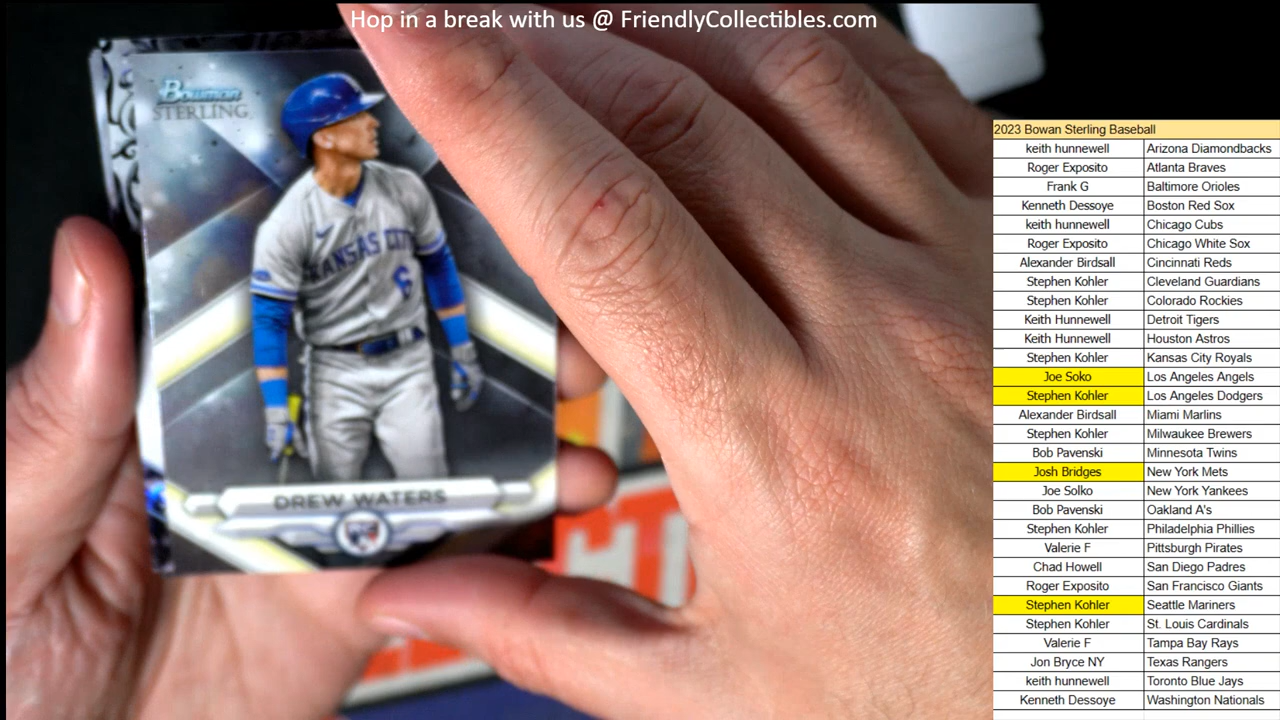 Hop in a break with us @ FriendlyCollectibles.com
Bowman
STERLING
KANSAS CITY
6
DREW WATERS
2023 Bowan Sterling Baseball
keith hunnewell Arizona Diamondbacks
Roger Exposito Atlanta Braves
Frank G Baltimore Orioles
Kenneth Dessoye Boston Red Sox
keith hunnewell Chicago Cubs
Roger Exposito Chicago White Sox
Alexander Birdsall Cincinnati Reds
Stephen Kohler Cleveland Guardians
Stephen Kohler Colorado Rockies
Keith Hunnewell Detroit Tigers
Keith Hunnewell Houston Astros
Stephen Kohler Kansas City Royals
Joe Soko Los Angeles Angels
Stephen Kohler Los Angeles Dodgers
Alexander Birdsall Miami Marlins
Stephen Kohler Milwaukee Brewers
Bob Pavenski Minnesota Twins
Josh Bridges New York Mets
Joe Solko New York Yankees
Bob Pavenski Oakland A's
Stephen Kohler Philadelphia Phillies
Valerie F Pittsburgh Pirates
Chad Howell San Diego Padres
Roger Exposito San Francisco Giants
Stephen Kohler Seattle Mariners
Stephen Kohler St. Louis Cardinals
Valerie F Tampa Bay Rays
Jon Bryce NY Texas Rangers
keith hunnewell Toronto Blue Jays
Kenneth Dessoye Washington Nationals